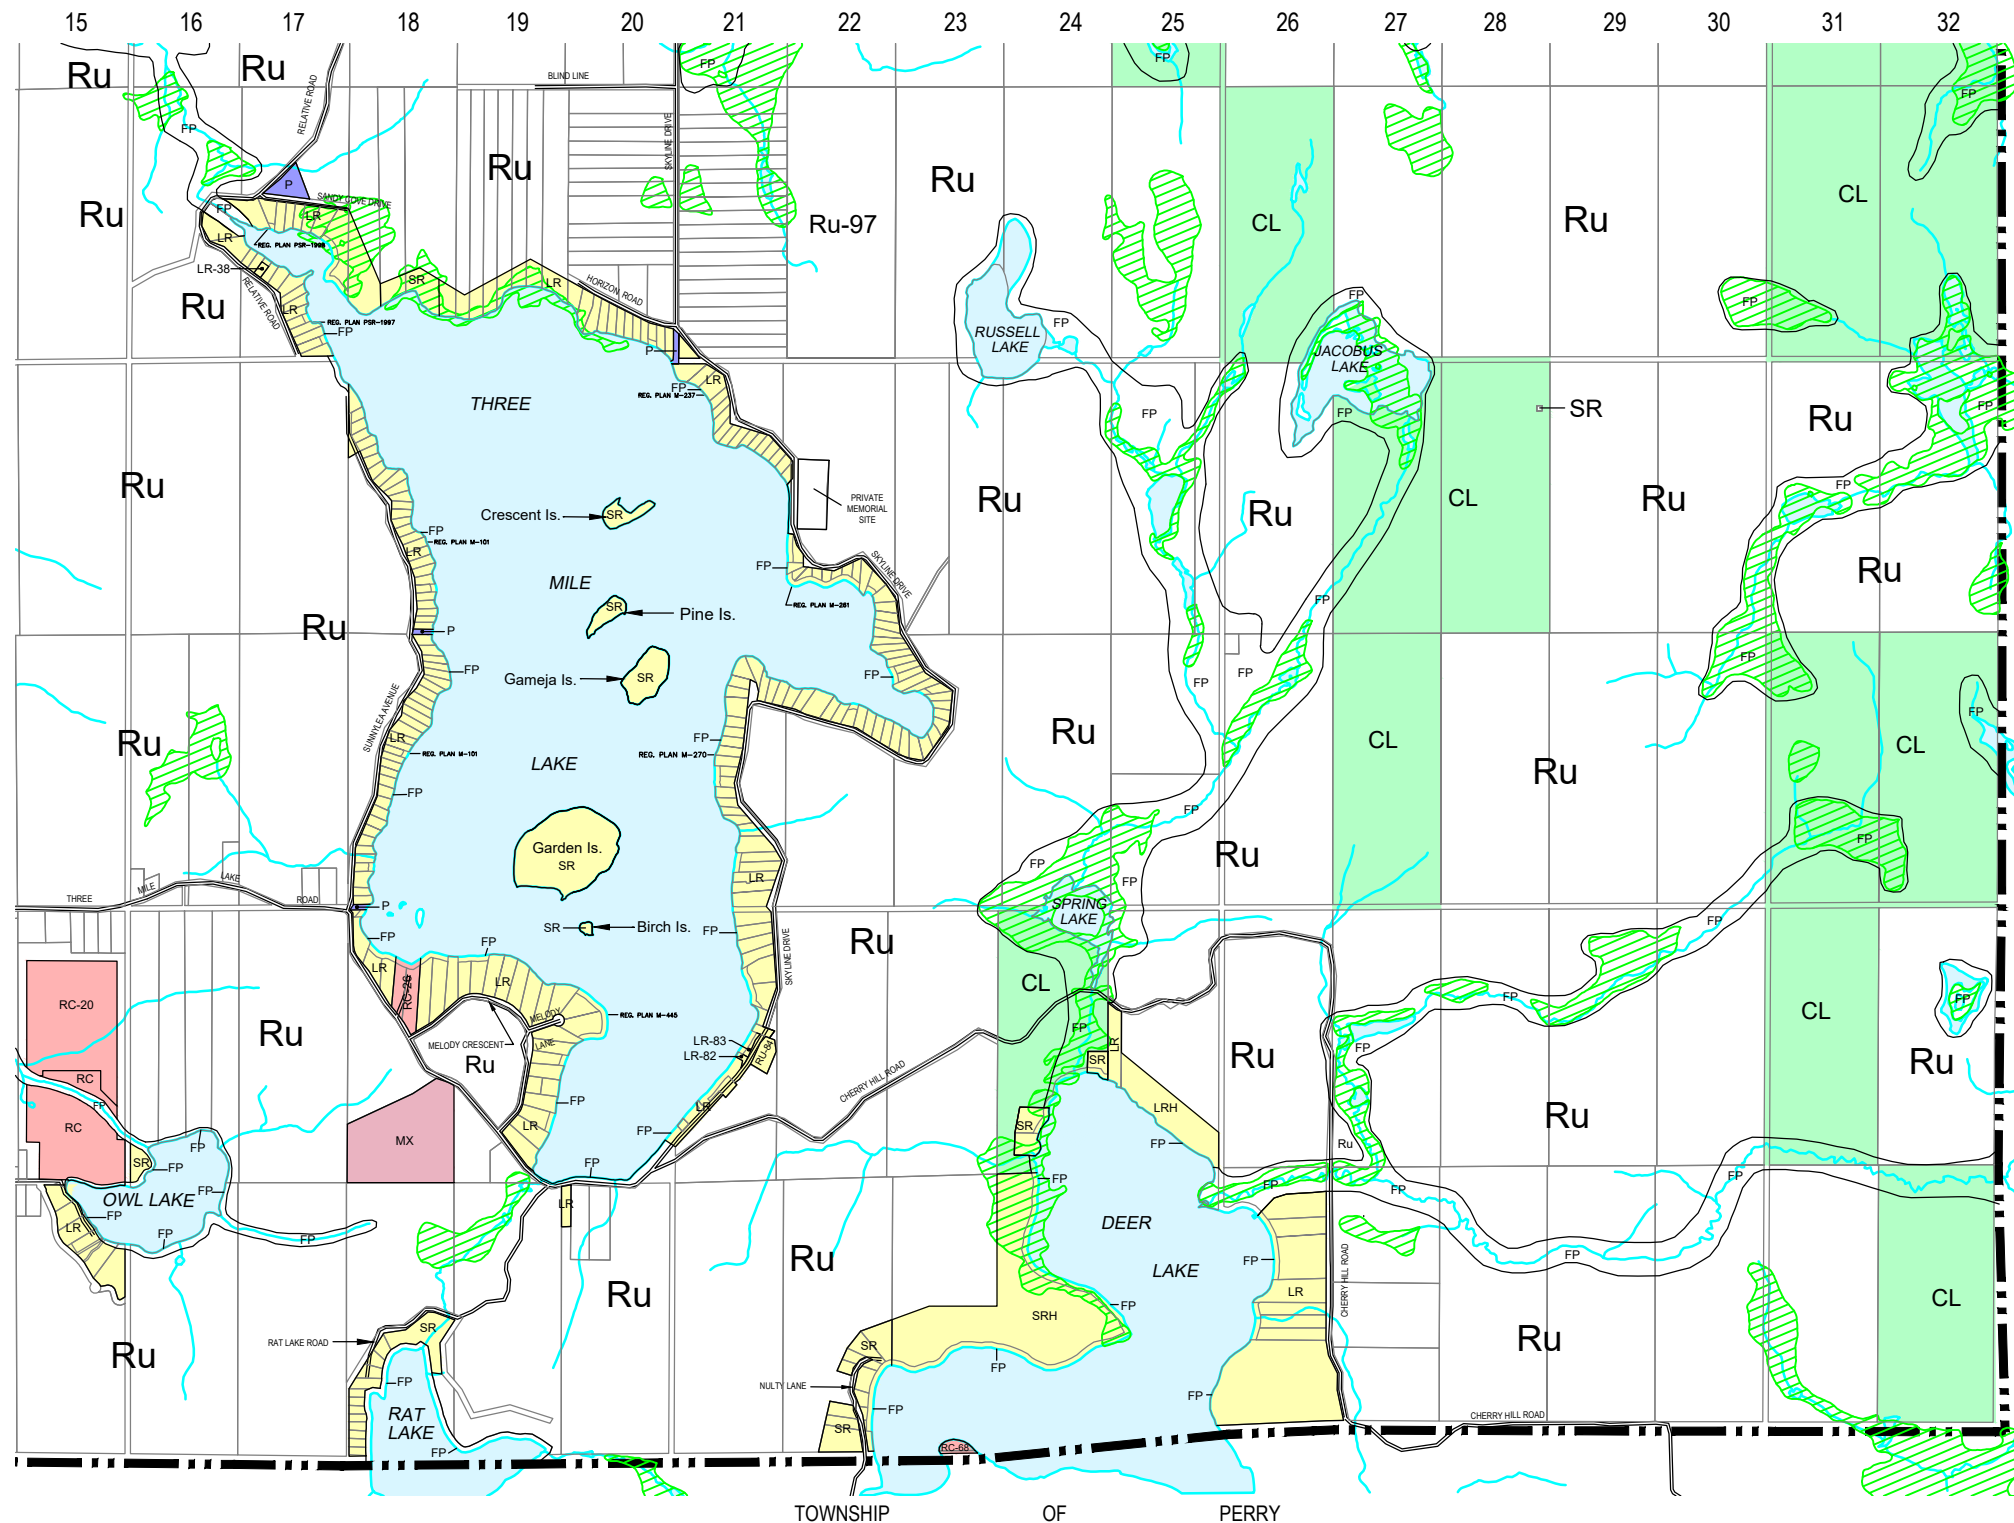 15 16 17 18 19 20 21 22 23 24 25 26 27 28 29 30 31 32
Ru
Ru
BLIND LINE
FP
FP
FP
RELATIVE ROAD
FP
SKYLINE DRIVE
P
Ru
Ru
CL
SANDY COVE DRIVE
FP
LR
Ru
Ru-97
CL
Ru
LR
REG. PLAN PSR-1998
LR-38
SR
LR
HORIZON ROAD
FP
FP
Ru
RELATIVE ROAD
LR
REG. PLAN PSR-1997
FP
RUSSELL
LAKE
FP
P
JACOBUS
LAKE
LR
FP
REG. PLAN M-237
THREE
FP
FP
SR
Ru
FP
Ru
Crescent Is.
SR
PRIVATE
MEMORIAL
SITE
Ru
Ru
CL
Ru
FP
FP
LR
REG. PLAN M-101
MILE
FP
SKYLINE DRIVE
Ru
SR
Pine Is.
REG. PLAN M-261
FP
Ru
P
FP
Gameja Is.
SR
FP
FP
FP
FP
SUNNYLEA AVENUE
FP
Ru
LR
REG. PLAN M-101
FP
REG. PLAN M-270
Ru
CL
CL
LAKE
Ru
FP
FP
Garden Is.
SR
Ru
FP
LR
FP
FP
THREE
MILE
LAKE
ROAD
P
SPRING
LAKE
FP
FP
SR
Birch Is.
FP
FP
Ru
SKYLINE DRIVE
LR
RC-26
LR
CL
FP
FP
RC-20
MELODY
REG. PLAN M-445
CL
Ru
MELODY CRESCENT
LANE
LR-83
LR-82
RU-84
FP
LR
FP
Ru
Ru
SR
Ru
RC
FP
CHERRY HILL ROAD
FP
LR
LRH
RC
LR
FP
SR
Ru
MX
FP
FP
Ru
SR
FP
FP
FP
OWL LAKE
FP
LR
FP
FP
FP
FP
LR
FP
FP
DEER
FP
Ru
Ru
LAKE
FP
CHERRY HILL ROAD
LR
CL
FP
SRH
SR
RAT LAKE ROAD
Ru
SR
Ru
FP
FP
NULTY LANE
FP
RAT
LAKE
FP
SR
CHERRY HILL ROAD
FP
RC-68
TOWNSHIP OF PERRY